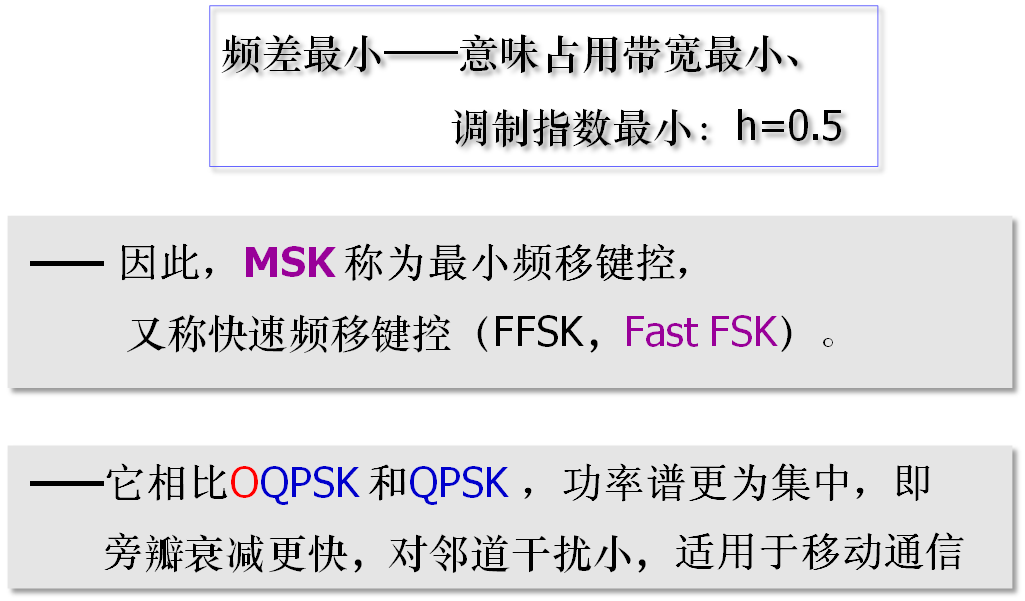 频差最小——意味占用带宽最小、
调制指数最小：h=0.5
—— 因此，MSK 称为最小频移键控，
又称快速频移键控（FFSK，Fast FSK）。
——它相比OQPSK 和QPSK ，功率谱更为集中，即
旁瓣衰减更快，对邻道干扰小，适用于移动通信